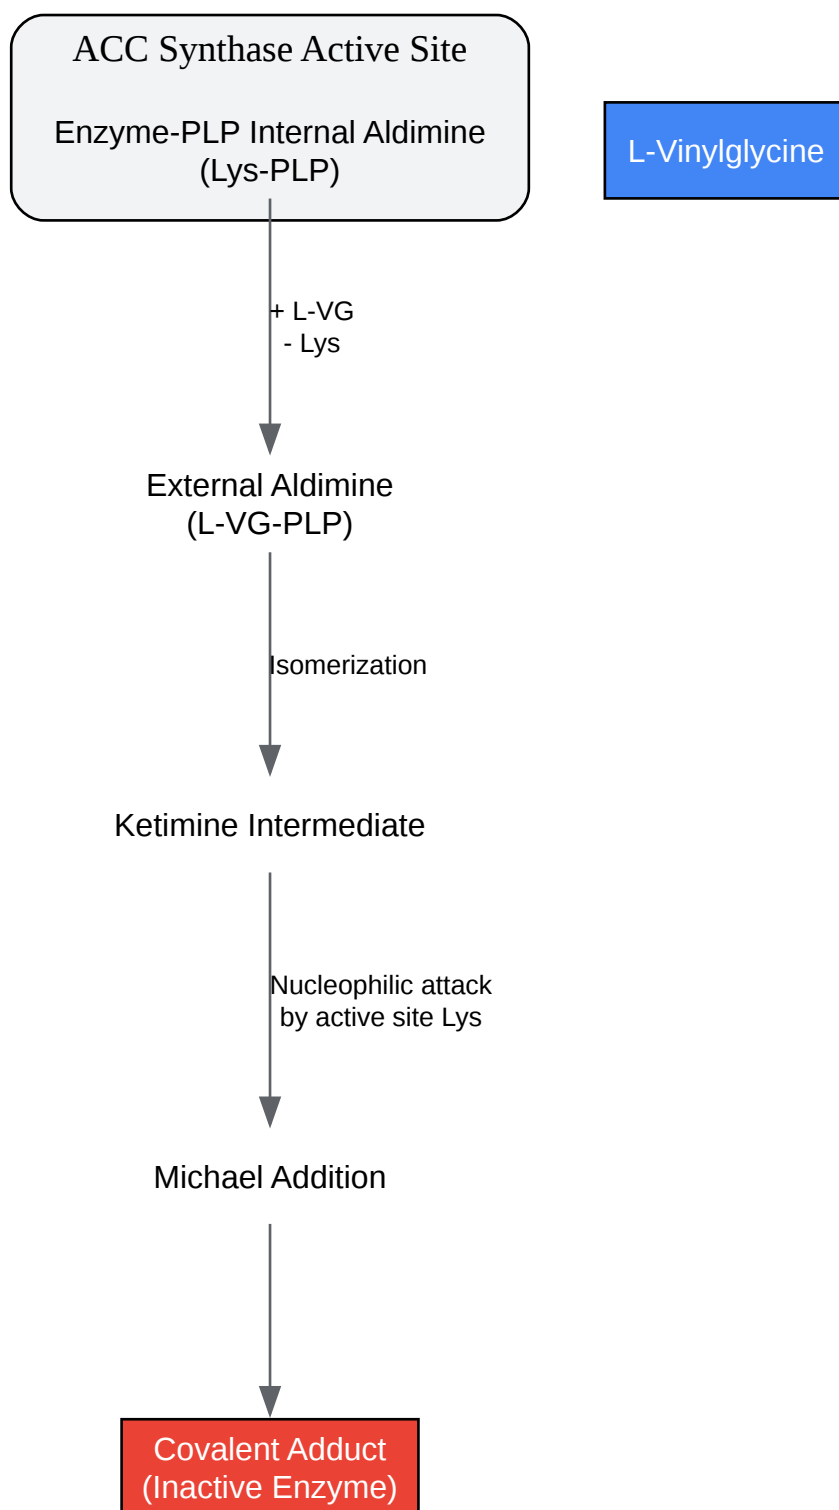 ACC Synthase Active Site
Enzyme-PLP Internal Aldimine
(Lys-PLP)
L-Vinylglycine
+ L-VG
- Lys
External Aldimine
(L-VG-PLP)
Isomerization
Ketimine Intermediate
Nucleophilic attack
by active site Lys
Michael Addition
Covalent Adduct
(Inactive Enzyme)